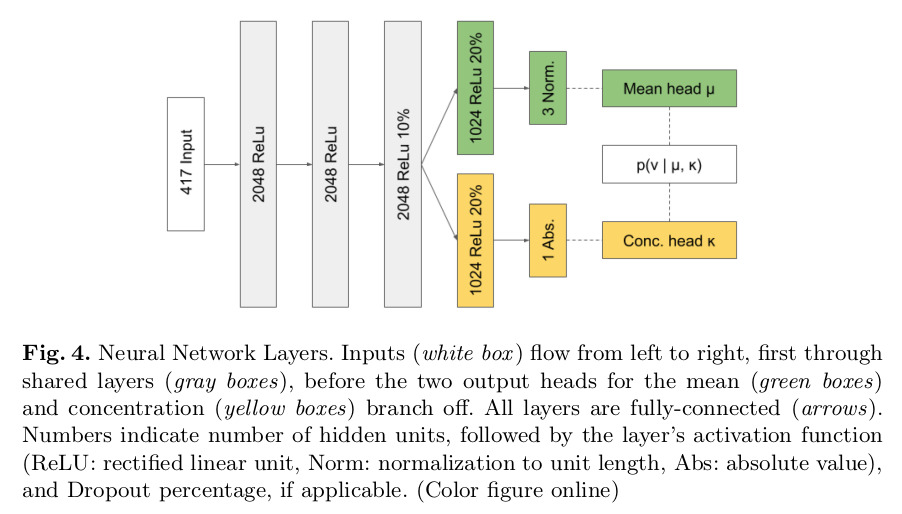 417 Input
2048 ReLu
2048 ReLu
2048 ReLu 10%
1024 ReLu 20%
3 Norm.
Mean head μ
p(v | μ, κ)
1024 ReLu 20%
1 Abs.
Conc. head κ
Fig. 4. Neural Network Layers. Inputs (white box) flow from left to right, first through
shared layers (gray boxes), before the two output heads for the mean (green boxes)
and concentration (yellow boxes) branch off. All layers are fully-connected (arrows).
Numbers indicate number of hidden units, followed by the layer's activation function
(ReLU: rectified linear unit, Norm: normalization to unit length, Abs: absolute value),
and Dropout percentage, if applicable. (Color figure online)